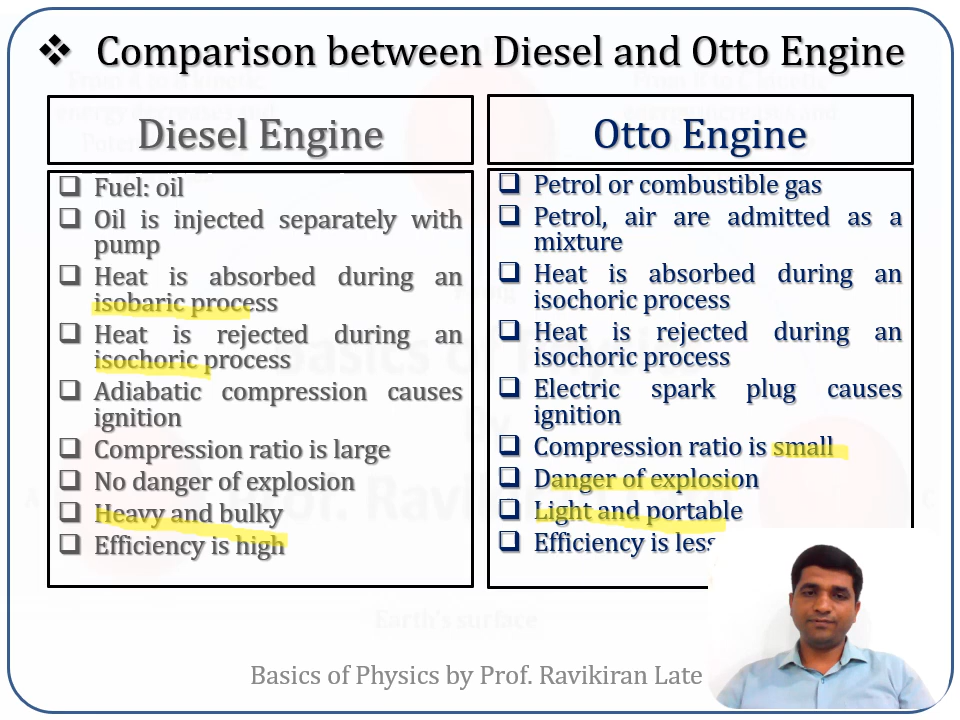 ❖ Comparison between Diesel and Otto Engine
Diesel Engine
❑ Fuel: oil
❑ Oil is injected separately with
pump
❑ Heat is absorbed during an
isobaric process
❑ Heat is rejected during an
isochoric process
❑ Adiabatic compression causes
ignition
❑ Compression ratio is large
❑ No danger of explosion
❑ Heavy and bulky
❑ Efficiency is high
Otto Engine
❑ Petrol or combustible gas
❑ Petrol, air are admitted as a
mixture
❑ Heat is absorbed during an
isochoric process
❑ Heat is rejected during an
isochoric process
❑ Electric spark plug causes
ignition
❑ Compression ratio is small
❑ Danger of explosion
❑ Light and portable
❑ Efficiency is less
Earth's surface
Basics of Physics by Prof. Ravikiran Late